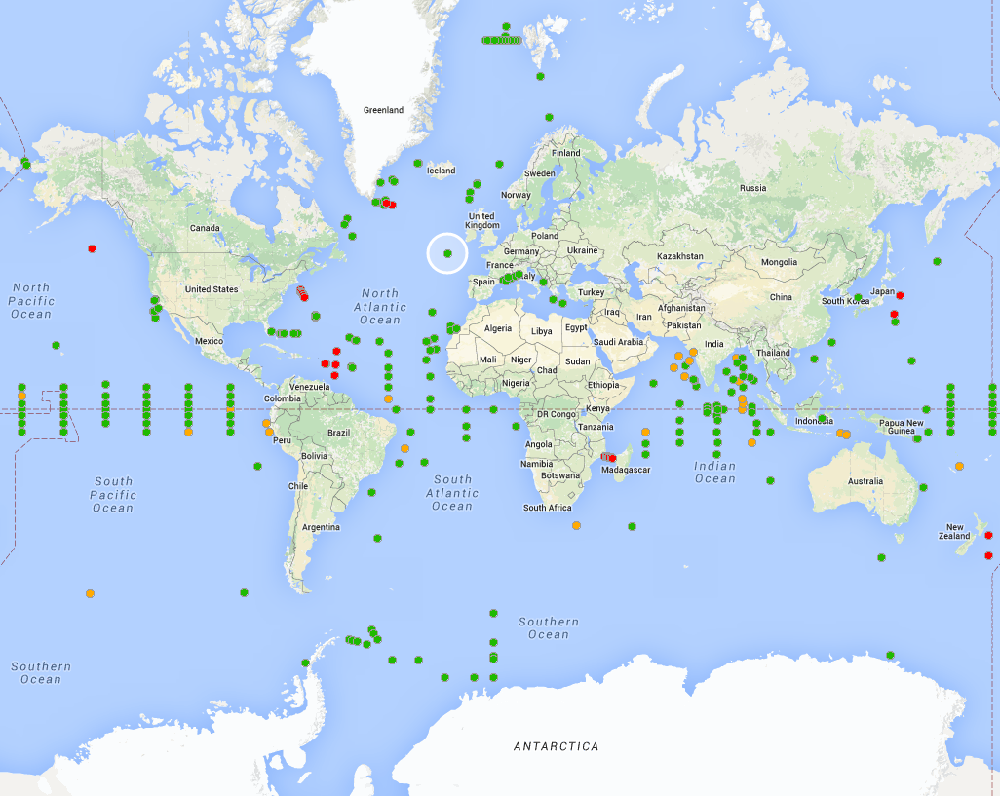 Greenland
Finland
Iceland
Sweden
Russia
Norway
Canada
United
Kingdom
Poland
Germany
Ukraine
Kazakhstan
Mongolia
France
Italy
Spain
North
Pacific
Ocean
United States
North
Atlantic
Ocean
Turkey
China
South Korea
Japan
Afghanistan
Iraq
Iran
Pakistan
Algeria
Libya
Egypt
Saudi Arabia
India
Mexico
Thailand
Mali
Niger
Chad
Sudan
Venezuela
Nigeria
Ethiopia
Colombia
Kenya
DR Congo
Tanzania
Indonesia
Papua New
Guinea
Brazil
Peru
Angola
Bolivia
Namibia
Madagascar
Botswana
South
Pacific
Ocean
Chile
South
Atlantic
Ocean
Indian
Ocean
Australia
South Africa
Argentina
New
Zealand
Southern
Ocean
Southern
Ocean
ANTARCTICA